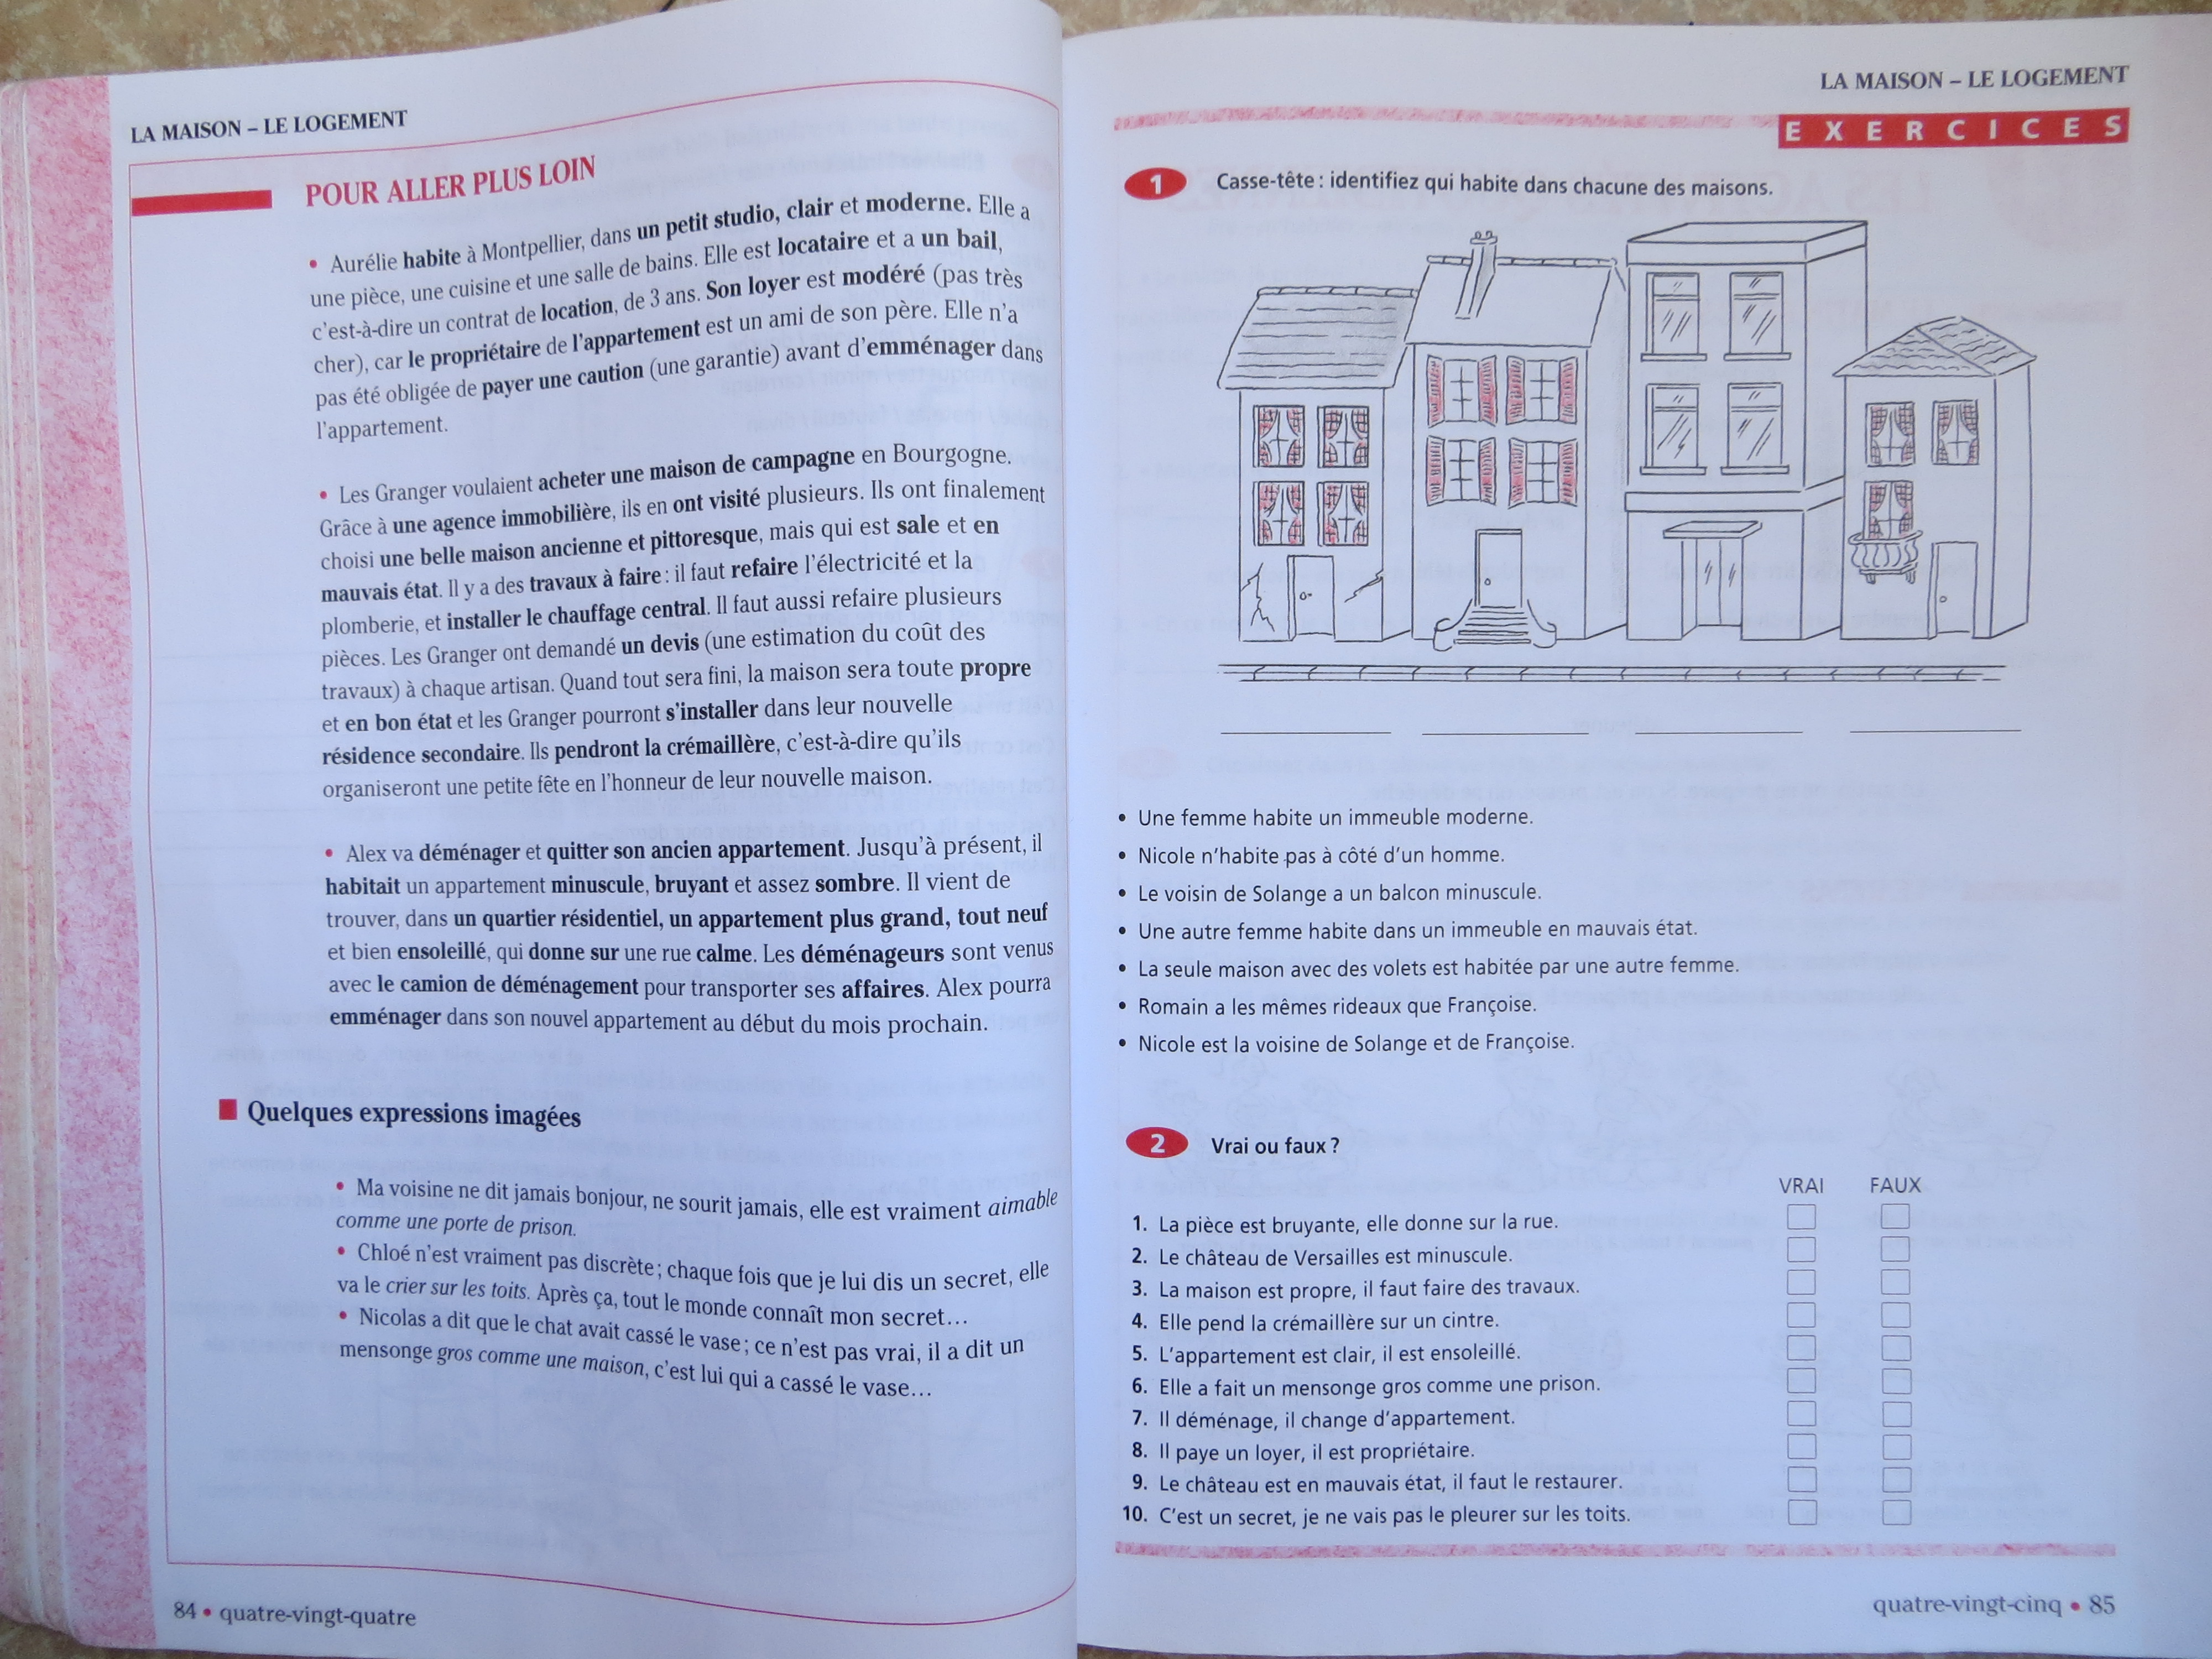 LA MAISON – LE LOGEMENT
POUR ALLER PLUS LOIN
• Aurélie habite à Montpellier, dans un petit studio, clair et moderne. Elle a
une pièce, une cuisine et une salle de bains. Elle est locataire et a un bail,
c'est-à-dire un contrat de location, de 3 ans. Son loyer est modéré (pas très
cher), car le propriétaire de l'appartement est un ami de son père. Elle n'a
pas été obligée de payer une caution (une garantie) avant d'emménager dans
l'appartement.
• Les Granger voulaient acheter une maison de campagne en Bourgogne.
Grâce à une agence immobilière, ils en ont visité plusieurs. Ils ont finalement
choisi une belle maison ancienne et pittoresque, mais qui est sale et en
mauvais état. Il y a des travaux à faire : il faut refaire l'électricité et la
plomberie, et installer le chauffage central. Il faut aussi refaire plusieurs
pièces. Les Granger ont demandé un devis (une estimation du coût des
travaux) à chaque artisan. Quand tout sera fini, la maison sera toute propre
et en bon état et les Granger pourront s'installer dans leur nouvelle
résidence secondaire. Ils pendront la crémaillère, c'est-à-dire qu'ils
organiseront une petite fête en l'honneur de leur nouvelle maison.
• Alex va déménager et quitter son ancien appartement. Jusqu'à présent, il
habitait un appartement minuscule, bruyant et assez sombre. Il vient de
trouver, dans un quartier résidentiel, un appartement plus grand, tout neuf
et bien ensoleillé, qui donne sur une rue calme. Les déménageurs sont venus
avec le camion de déménagement pour transporter ses affaires. Alex pourra
emménager dans son nouvel appartement au début du mois prochain.
Quelques expressions imagées
• Ma voisine ne dit jamais bonjour, ne sourit jamais, elle est vraiment aimable
comme une porte de prison.
• Chloé n'est vraiment pas discrète ; chaque fois que je lui dis un secret, elle
va le crier sur les toits. Après ça, tout le monde connaît mon secret…
• Nicolas a dit que le chat avait cassé le vase ; ce n'est pas vrai, il a dit un
mensonge gros comme une maison, c'est lui qui a cassé le vase…
84 • quatre-vingt-quatre
LA MAISON – LE LOGEMENT
EXERCICES
1 Casse-tête : identifiez qui habite dans chacune des maisons.
• Une femme habite un immeuble moderne.
• Nicole n'habite pas à côté d'un homme.
• Le voisin de Solange a un balcon minuscule.
• Une autre femme habite dans un immeuble en mauvais état.
• La seule maison avec des volets est habitée par une autre femme.
• Romain a les mêmes rideaux que Françoise.
• Nicole est la voisine de Solange et de Françoise.
2 Vrai ou faux ?
VRAI FAUX
1. La pièce est bruyante, elle donne sur la rue.
2. Le château de Versailles est minuscule.
3. La maison est propre, il faut faire des travaux.
4. Elle pend la crémaillère sur un cintre.
5. L'appartement est clair, il est ensoleillé.
6. Elle a fait un mensonge gros comme une prison.
7. Il déménage, il change d'appartement.
8. Il paye un loyer, il est propriétaire.
9. Le château est en mauvais état, il faut le restaurer.
10. C'est un secret, je ne vais pas le pleurer sur les toits.
quatre-vingt-cinq • 85